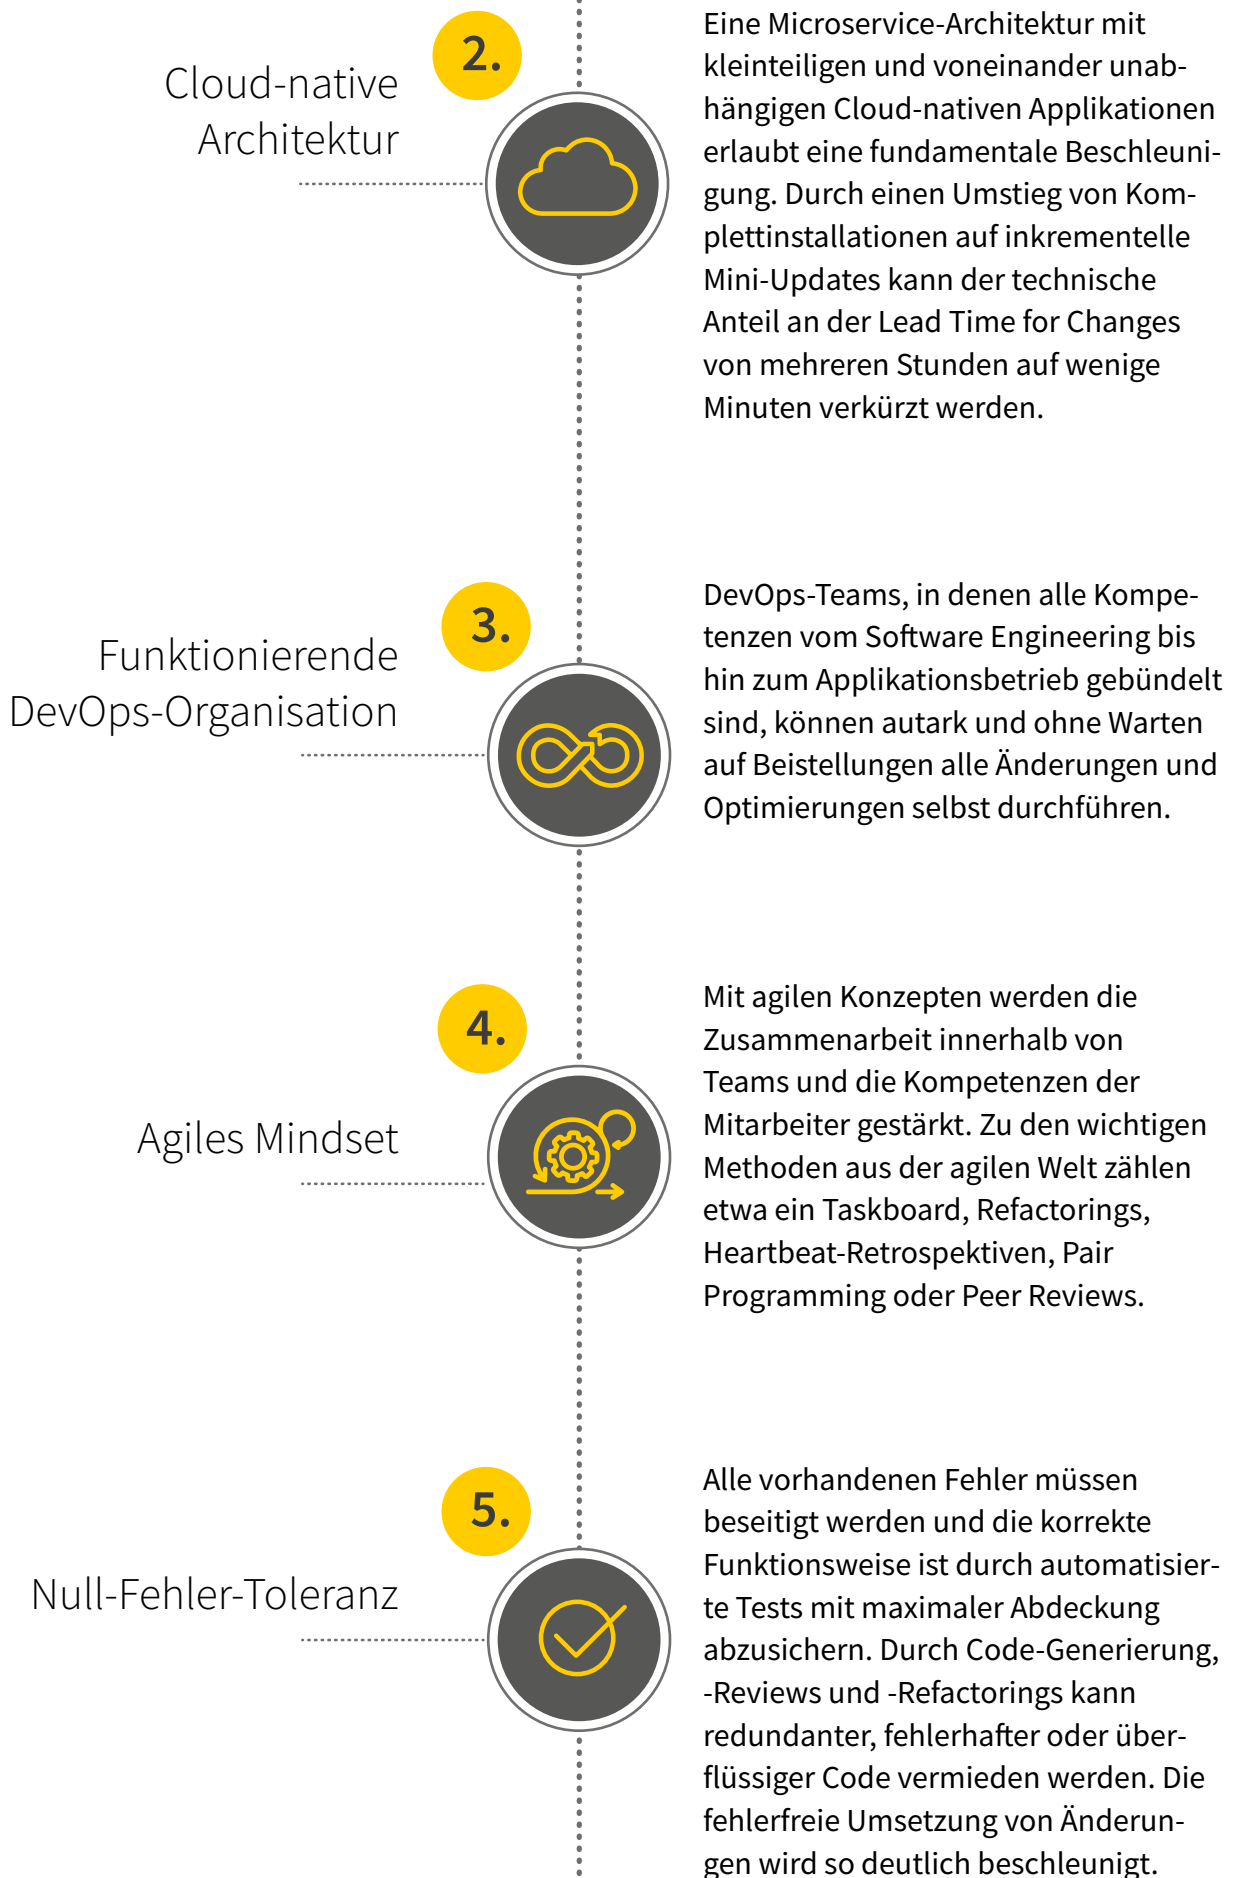 2.
Cloud-native
Architektur
Eine Microservice-Architektur mit
kleinteiligen und voneinander unab-
hängigen Cloud-nativen Applikationen
erlaubt eine fundamentale Beschleuni-
gung. Durch einen Umstieg von Kom-
plettinstallationen auf inkrementelle
Mini-Updates kann der technische
Anteil an der Lead Time for Changes
von mehreren Stunden auf wenige
Minuten verkürzt werden.
3.
Funktionierende
DevOps-Organisation
DevOps-Teams, in denen alle Kompe-
tenzen vom Software Engineering bis
hin zum Applikationsbetrieb gebündelt
sind, können autark und ohne Warten
auf Beistellungen alle Änderungen und
Optimierungen selbst durchführen.
4.
Agiles Mindset
Mit agilen Konzepten werden die
Zusammenarbeit innerhalb von
Teams und die Kompetenzen der
Mitarbeiter gestärkt. Zu den wichtigen
Methoden aus der agilen Welt zählen
etwa ein Taskboard, Refactorings,
Heartbeat-Retrospektiven, Pair
Programming oder Peer Reviews.
5.
Null-Fehler-Toleranz
Alle vorhandenen Fehler müssen
beseitigt werden und die korrekte
Funktionsweise ist durch automatisier-
te Tests mit maximaler Abdeckung
abzusichern. Durch Code-Generierung,
-Reviews und -Refactorings kann
redundanter, fehlerhafter oder über-
flüssiger Code vermieden werden. Die
fehlerfreie Umsetzung von Änderun-
gen wird so deutlich beschleunigt.